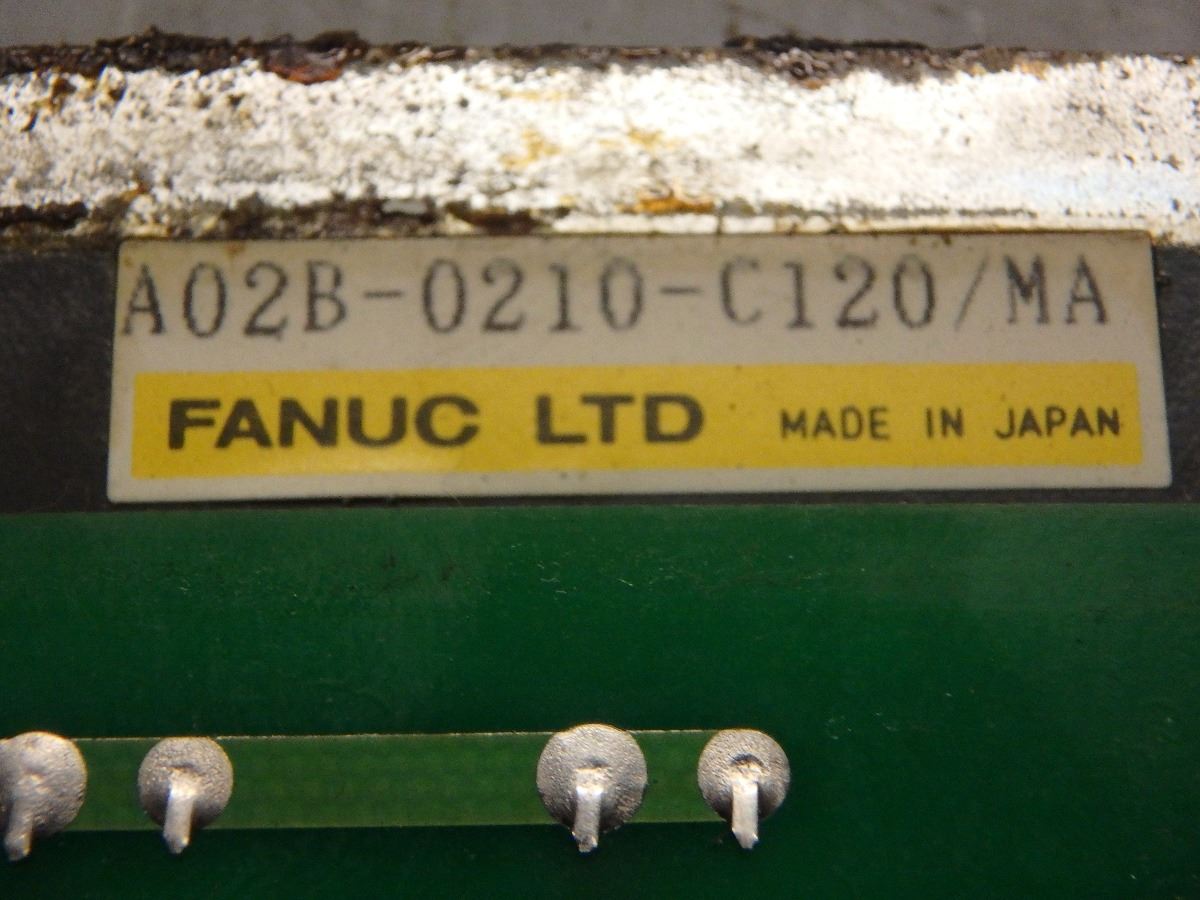 A02B-0210-C120/MA
FANUC LTD MADE IN JAPAN